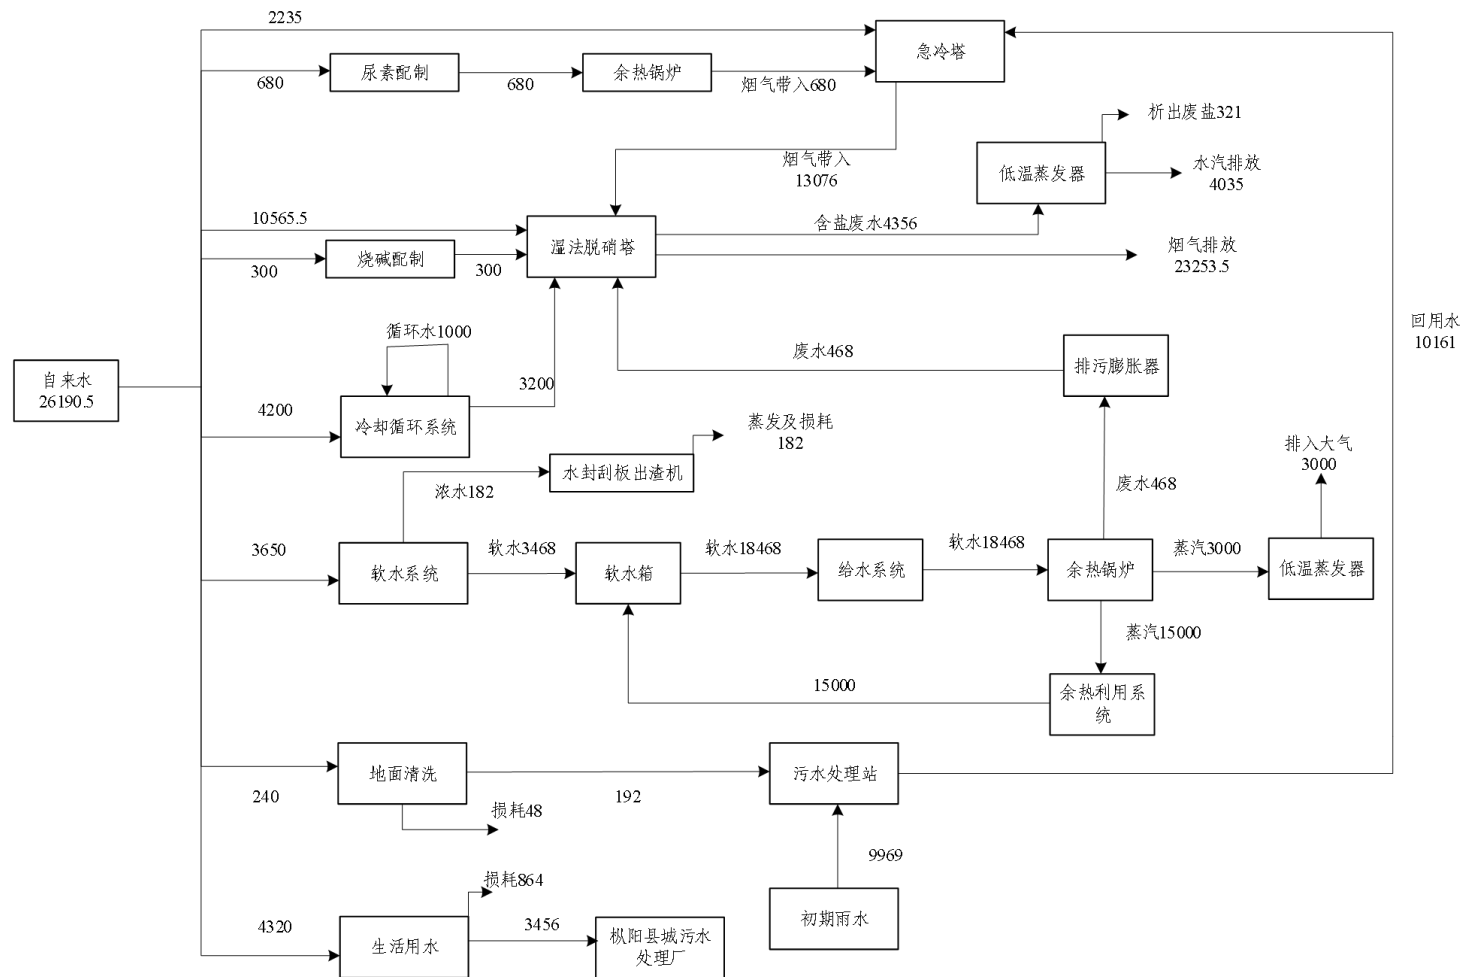 2235
急冷塔
尿素配制
余热锅炉
680
680
烟气带入680
析出废盐321
烟气带入
13076
低温蒸发器
水汽排放
4035
10565.5
湿法脱硝塔
含盐废水4356
烟气排放
23253.5
烧碱配制
300
300
循环水1000
废水468
排污膨胀器
回用水
10161
自来水
26190.5
3200
4200
冷却循环系统
蒸发及损耗
182
水封刮板出渣机
浓水182
排入大气
3000
废水468
3650
软水系统
软水3468
软水箱
软水18468
给水系统
软水18468
余热锅炉
蒸汽3000
低温蒸发器
蒸汽15000
15000
余热利用系
统
地面清洗
污水处理站
240
192
损耗48
9969
损耗864
初期雨水
4320
生活用水
3456
枞阳县城污水
处理厂